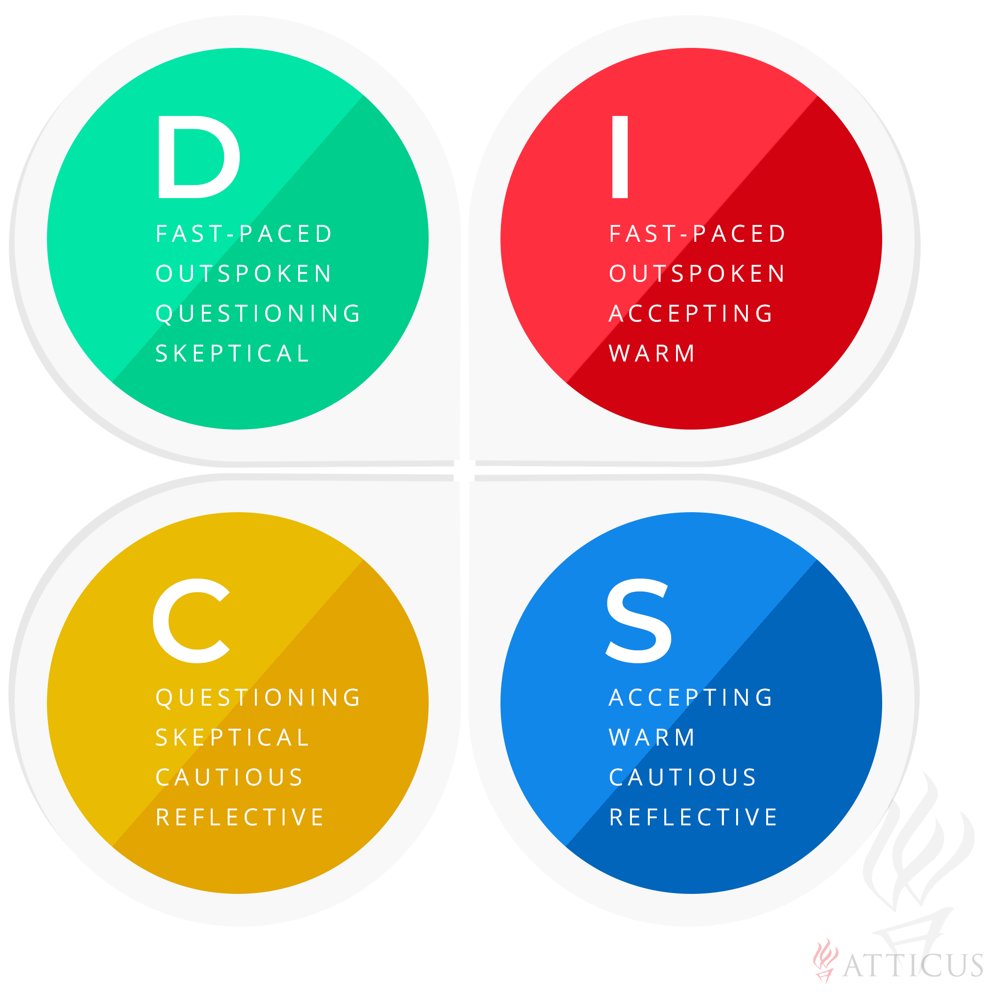 D
FAST-PACED
OUTSPOKEN
QUESTIONING
SKEPTICAL
I
FAST-PACED
OUTSPOKEN
ACCEPTING
WARM
C
QUESTIONING
SKEPTICAL
CAUTIOUS
REFLECTIVE
S
ACCEPTING
WARM
CAUTIOUS
REFLECTIVE
ATTICUS